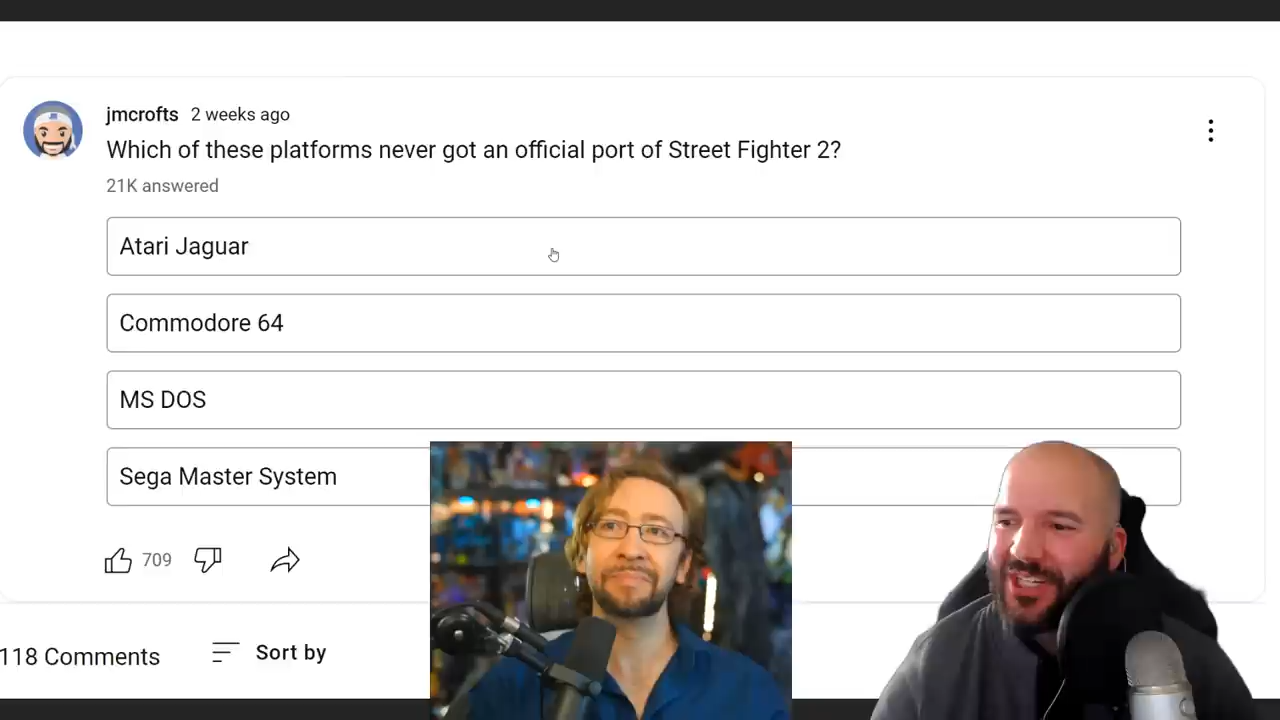 jmcrofts 2 weeks ago
Which of these platforms never got an official port of Street Fighter 2?
21K answered
Atari Jaguar
Commodore 64
MS DOS
Sega Master System
709
118 Comments
Sort by